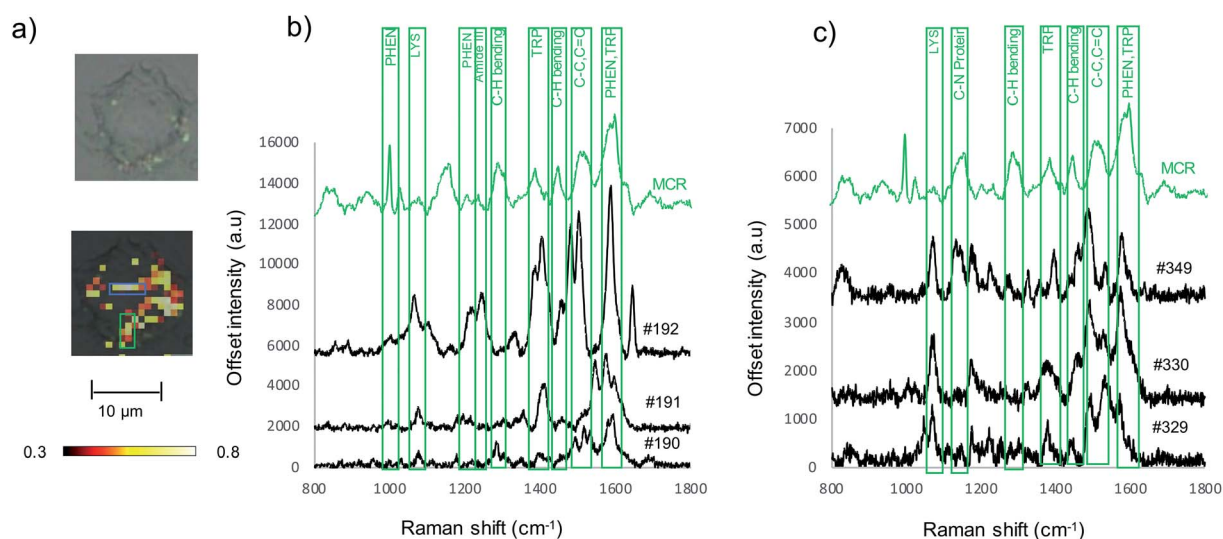 a)
10 µm
0.3
0.8
b)
PHEN
LYS
PHEN
Amide III
C-H bending
TRP
C-H bending
C-C,C=C
PHEN,TRP
Offset intensity (a.u)
16000
14000
12000
10000
8000
6000
4000
2000
0
MCR
#192
#191
#190
800
1000
1200
1400
1600
1800
Raman shift (cm-1)
c)
LYS
C-N Protein
C-H bending
TRP
C-H bending
C-C,C=C
PHEN,TRP
Offset intensity (a.u)
7000
6000
5000
4000
3000
2000
1000
0
MCR
#349
#330
#329
800
1000
1200
1400
1600
1800
Raman shift (cm-1)